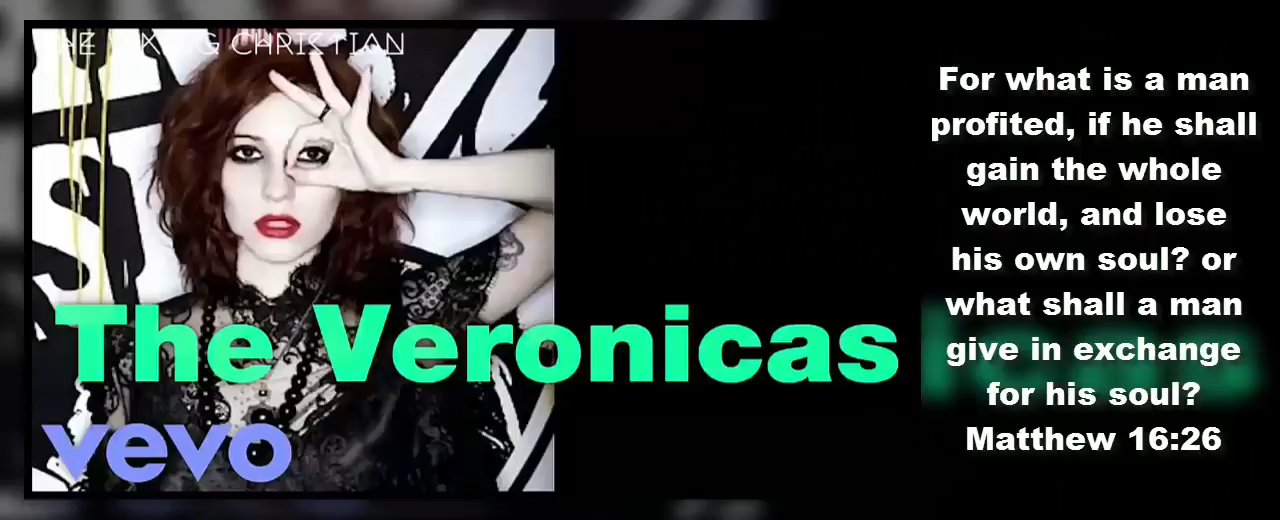 CHRISTIAN
The Veronicas
vevo
For what is a man
profited, if he shall
gain the whole
world, and lose
his own soul? or
what shall a man
give in exchange
for his soul?
Matthew 16:26